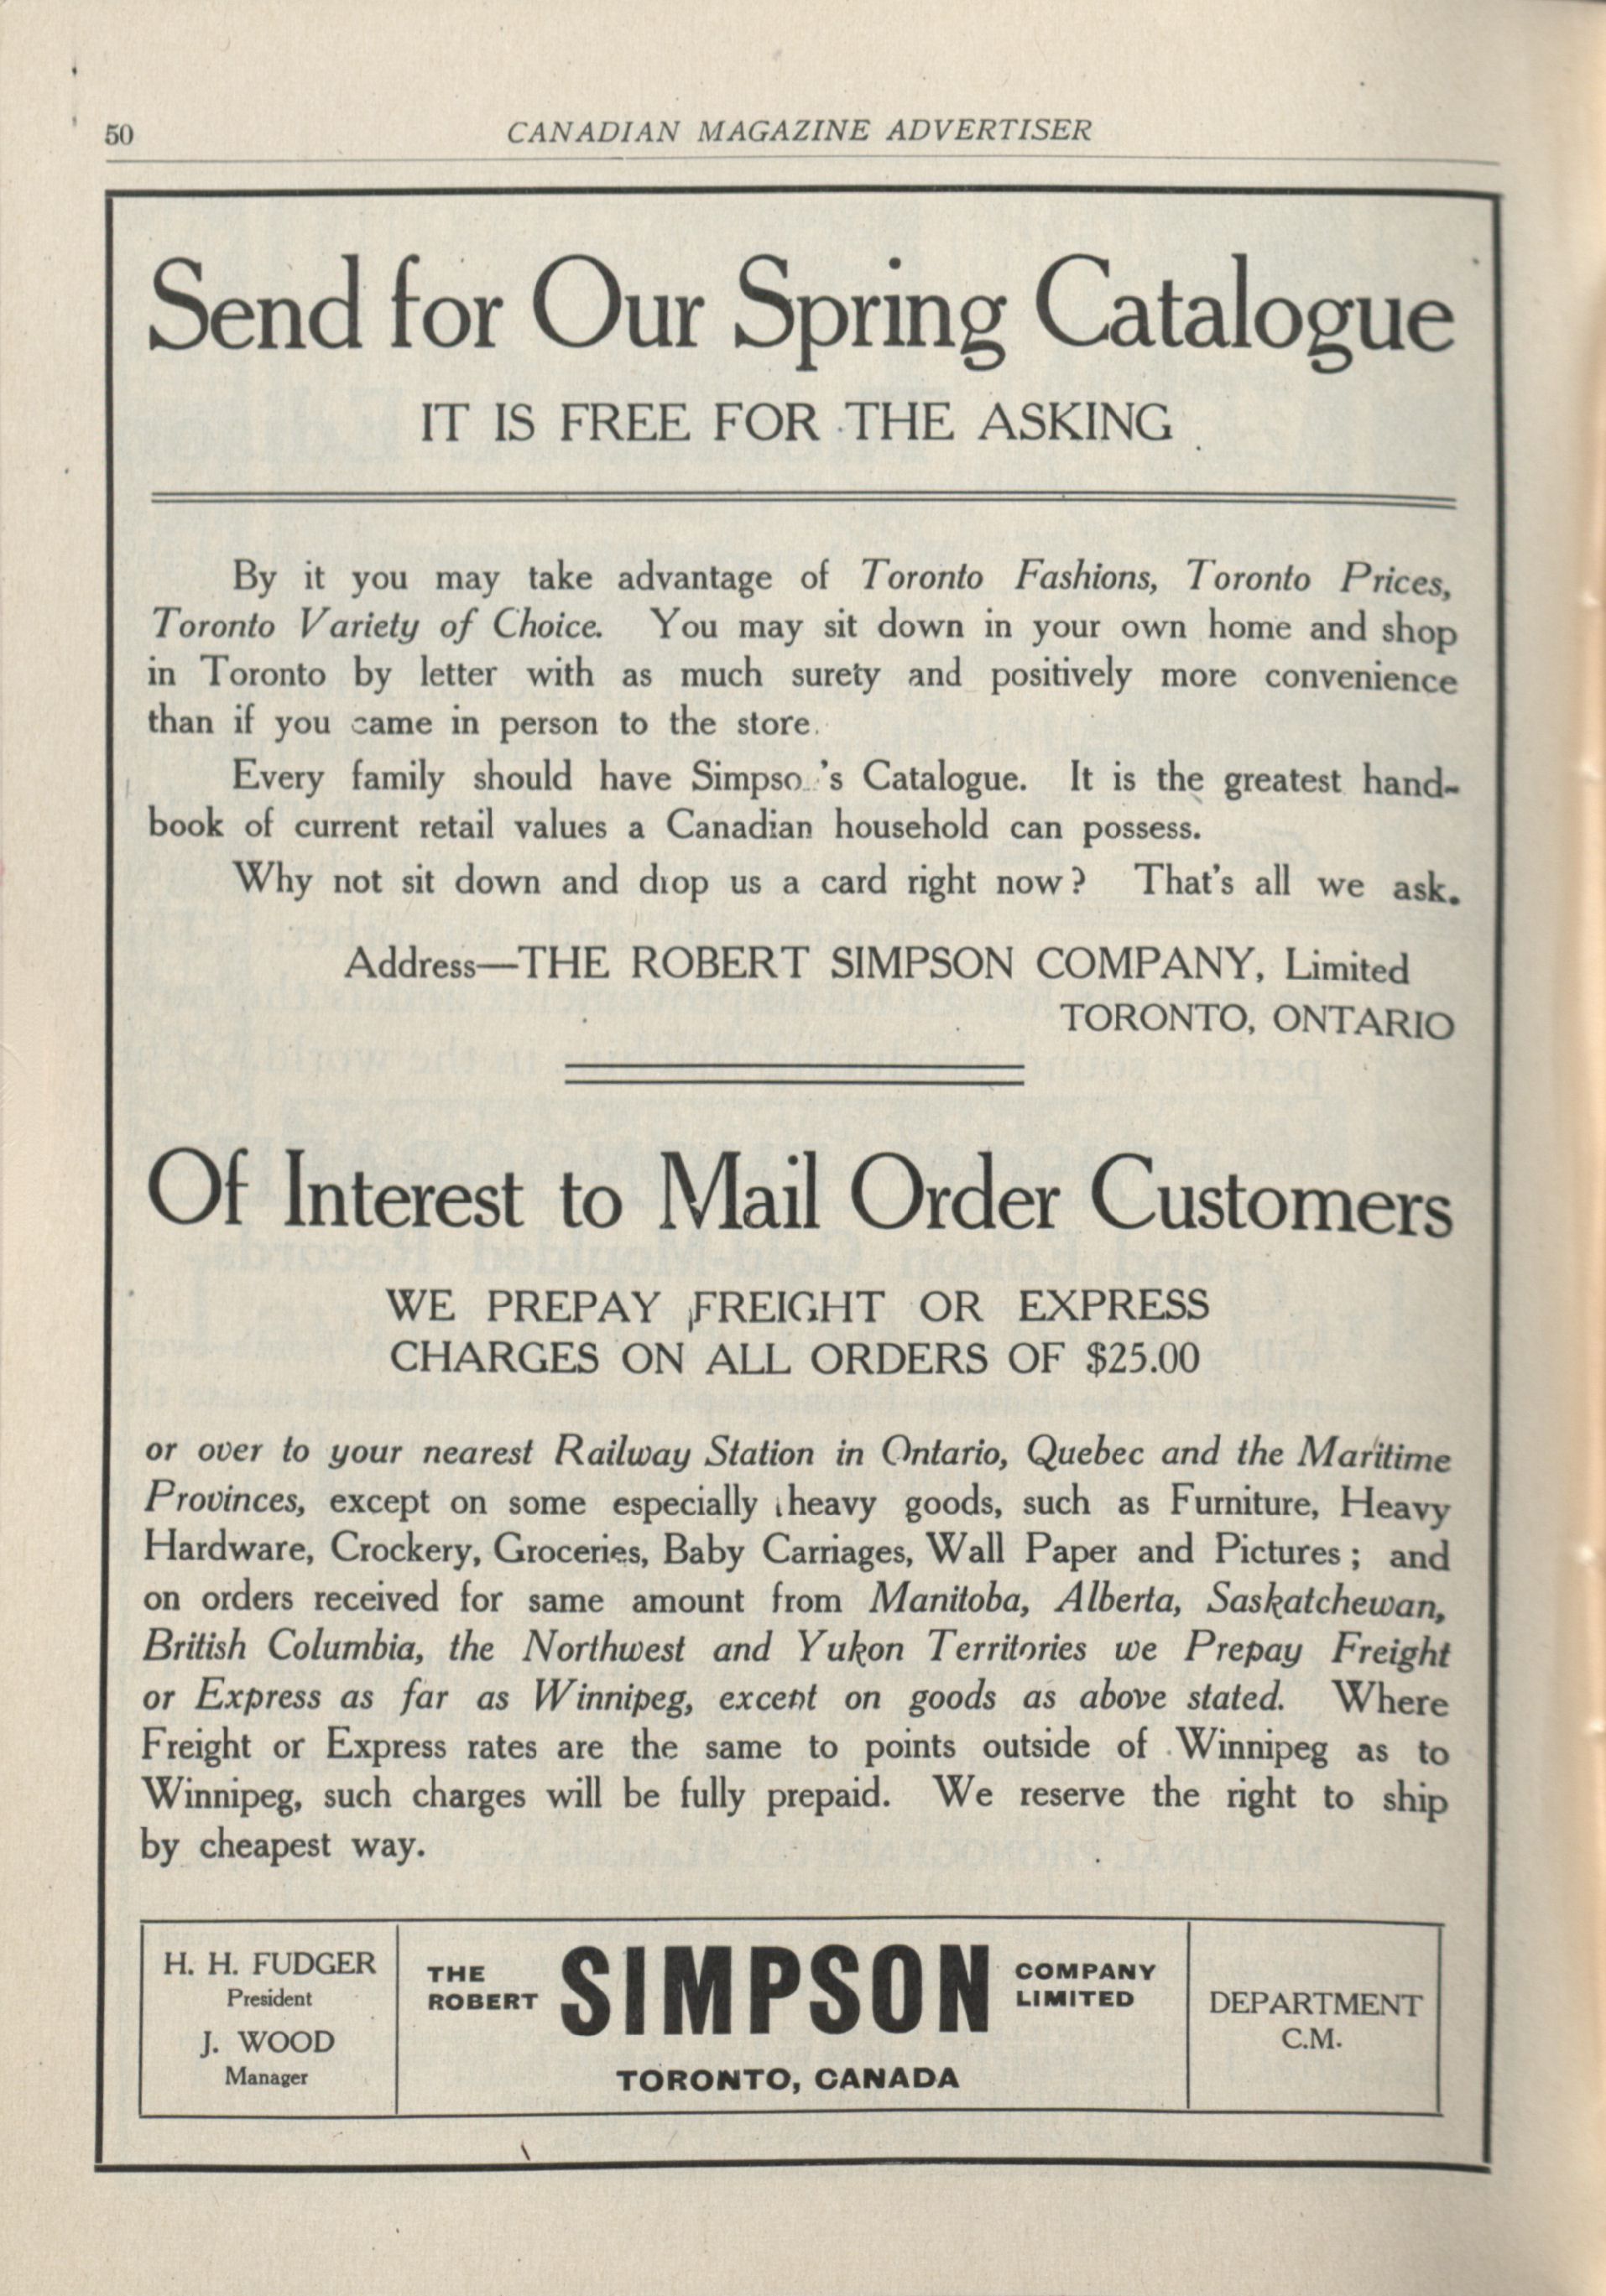 50
CANADIAN MAGAZINE ADVERTISER
Send for Our Spring Catalogue
IT IS FREE FOR THE ASKING
By it you may take advantage of Toronto Fashions, Toronto Prices,
Toronto Variety of Choice. You may sit down in your own home and shop
in Toronto by letter with as much surety and positively more convenience
than if you came in person to the store.
Every family should have Simpson's Catalogue. It is the greatest hand-
book of current retail values a Canadian household can possess.
Why not sit down and drop us a card right now? That's all we ask.
Address—THE ROBERT SIMPSON COMPANY, Limited
TORONTO, ONTARIO
Of Interest to Mail Order Customers
WE PREPAY FREIGHT OR EXPRESS
CHARGES ON ALL ORDERS OF $25.00
or over to your nearest Railway Station in Ontario, Quebec and the Maritime
Provinces, except on some especially heavy goods, such as Furniture, Heavy
Hardware, Crockery, Groceries, Baby Carriages, Wall Paper and Pictures; and
on orders received for same amount from Manitoba, Alberta, Saskatchewan,
British Columbia, the Northwest and Yukon Territories we Prepay Freight
or Express as far as Winnipeg, except on goods as above stated. Where
Freight or Express rates are the same to points outside of Winnipeg as to
Winnipeg, such charges will be fully prepaid. We reserve the right to ship
by cheapest way.
H. H. FUDGER
President
J. WOOD
Manager
THE
ROBERT
SIMPSON
COMPANY
LIMITED
TORONTO, CANADA
DEPARTMENT
C.M.